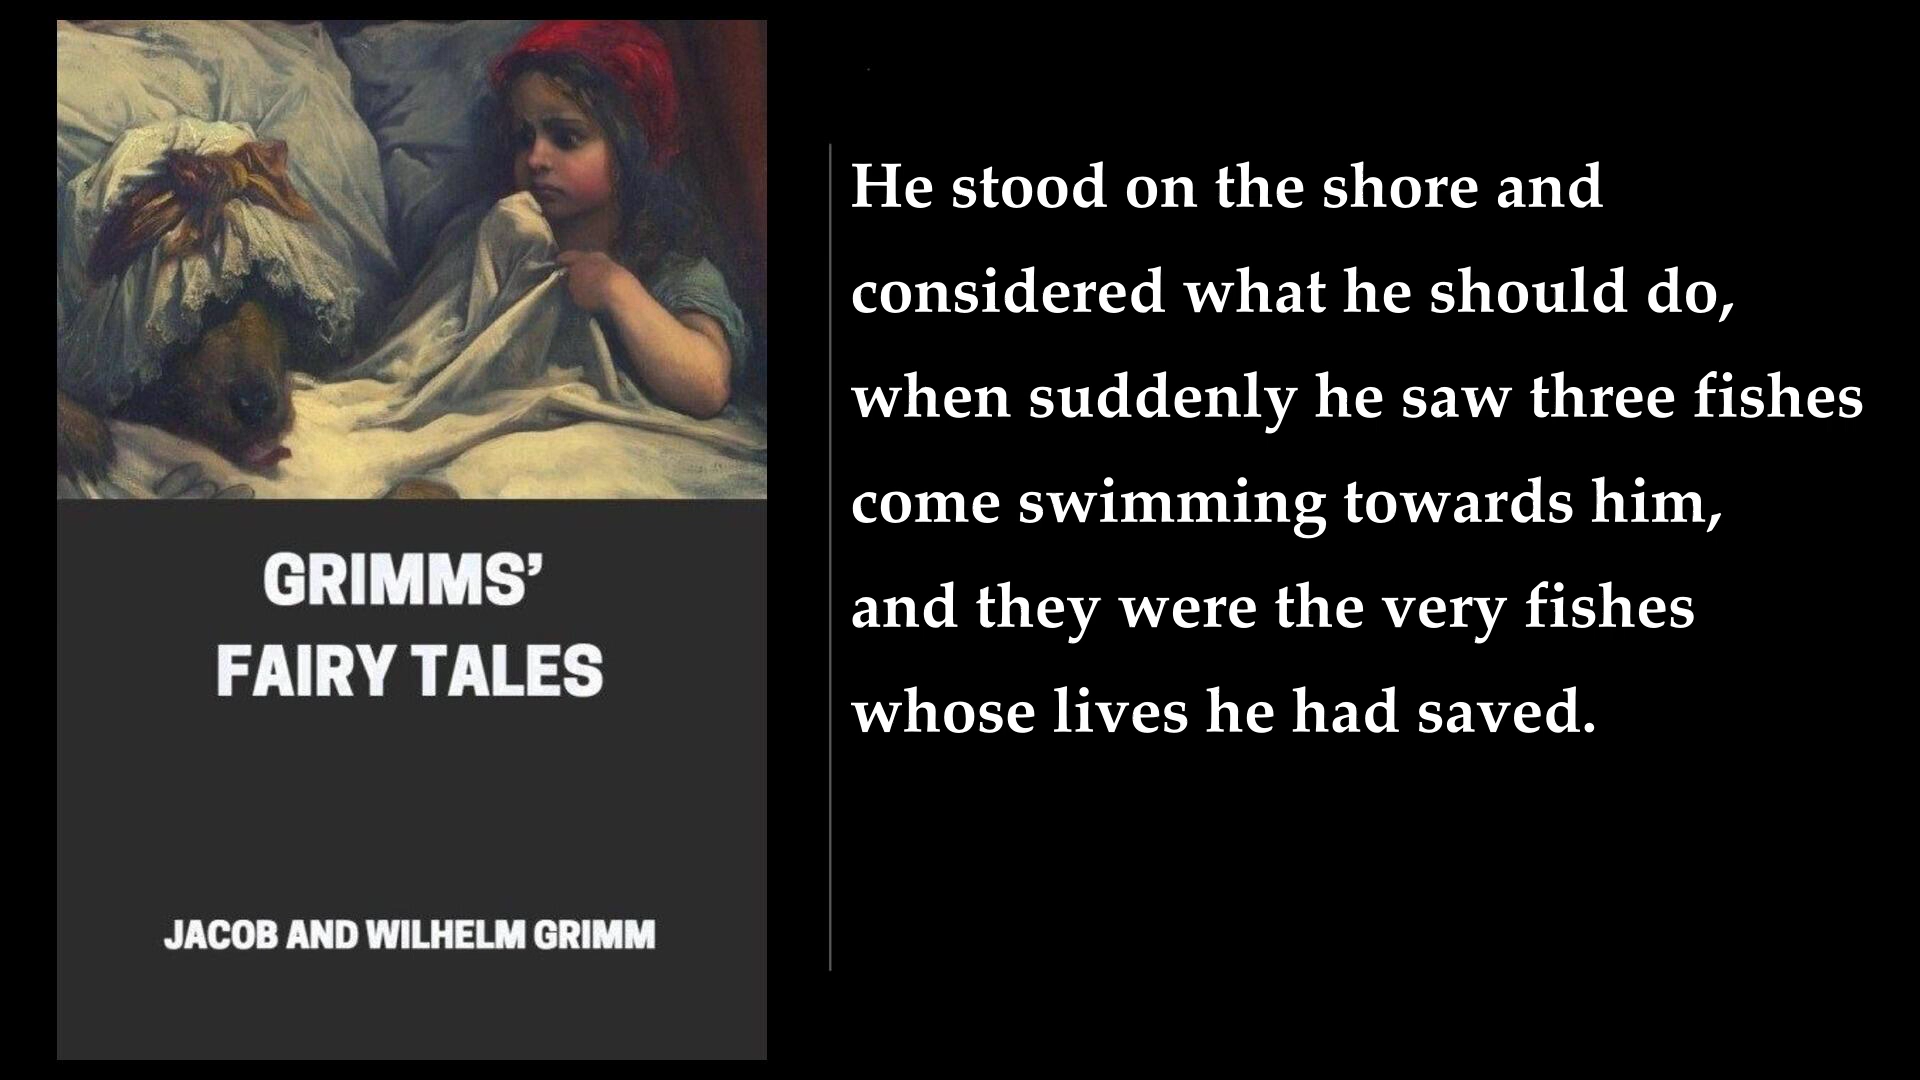 GRIMMS’
FAIRY TALES
JACOB AND WILHELM GRIMM
He stood on the shore and
considered what he should do,
when suddenly he saw three fishes
come swimming towards him,
and they were the very fishes
whose lives he had saved.